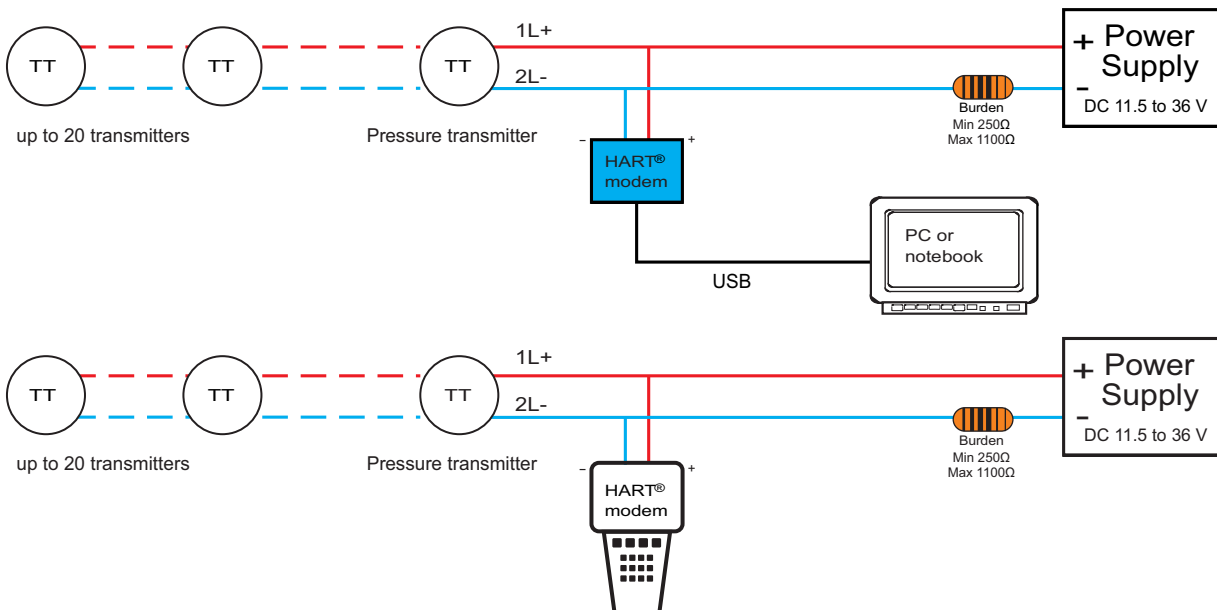 1L+
+ Power
Supply
TT
TT
TT
2L-
-
DC 11.5 to 36 V
Burden
Min 250Ω
Max 1100Ω
up to 20 transmitters
Pressure transmitter
-
+
HART®
modem
PC or
notebook
USB
1L+
+ Power
Supply
TT
TT
TT
2L-
-
DC 11.5 to 36 V
Burden
Min 250Ω
Max 1100Ω
up to 20 transmitters
Pressure transmitter
-
+
HART®
modem